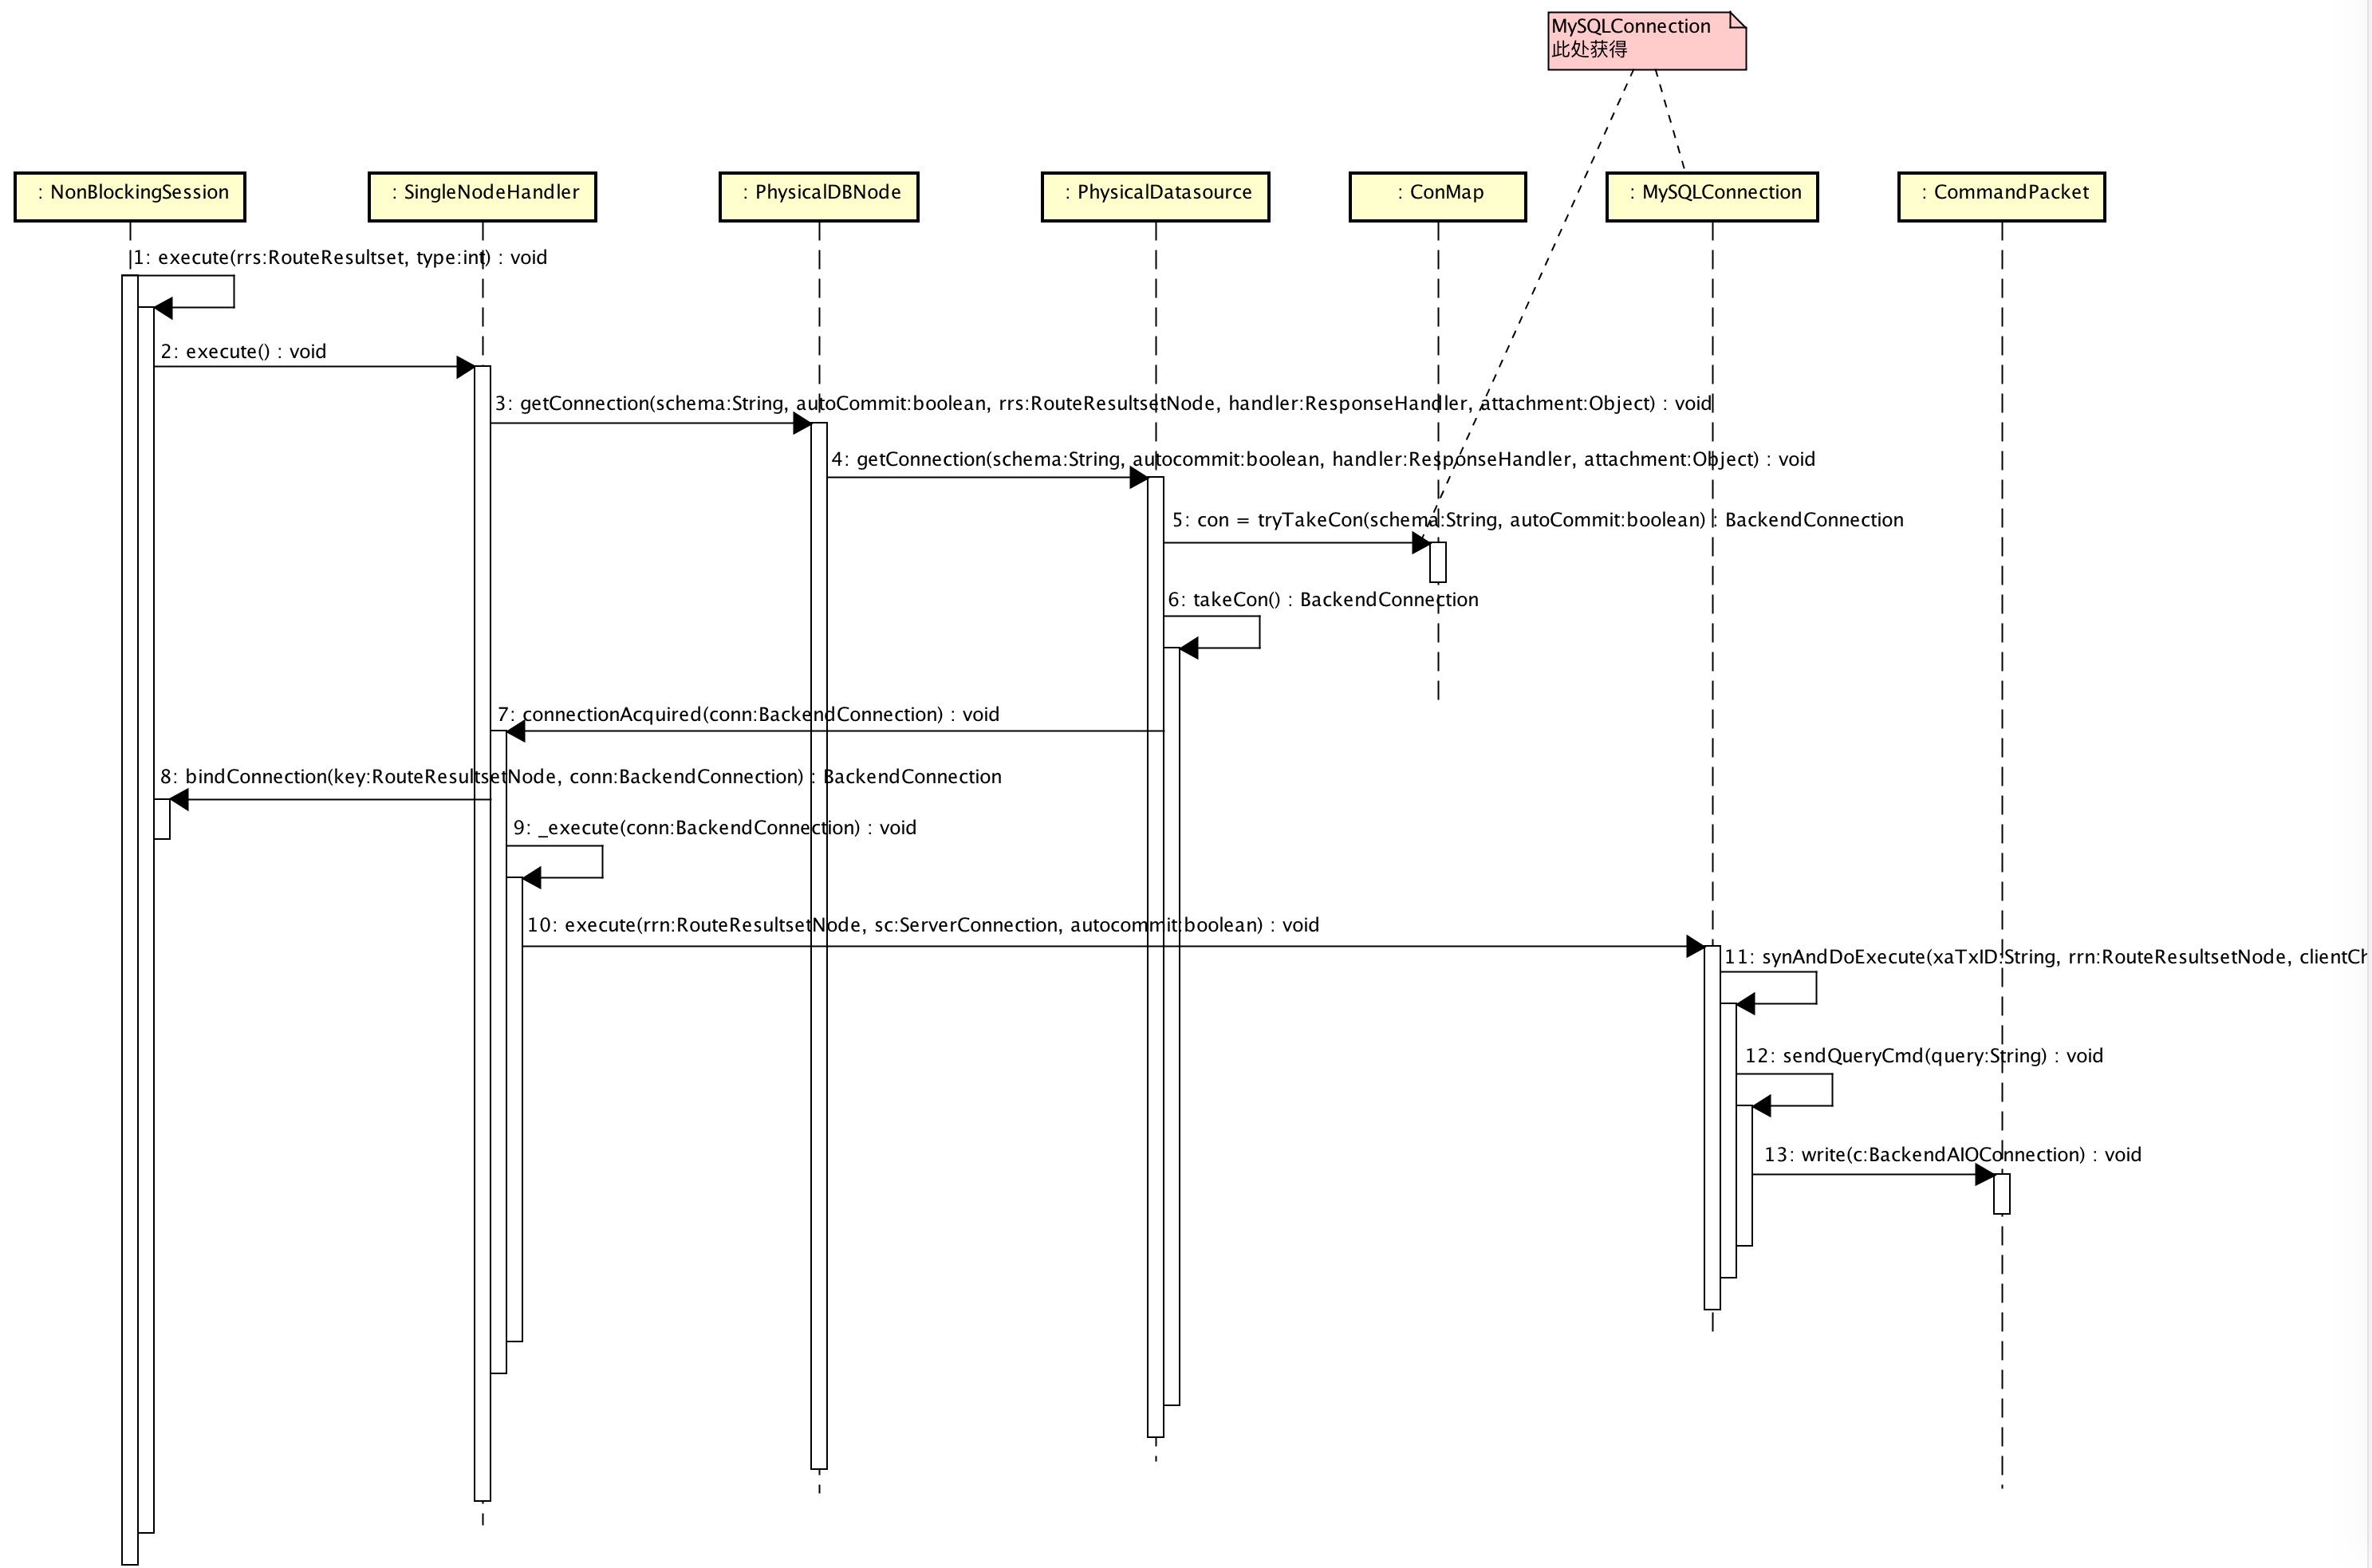 MySQLConnection
此处获得
: NonBlockingSession
: SingleNodeHandler
: PhysicalDBNode
: PhysicalDatasource
: ConMap
: MySQLConnection
: CommandPacket
1: execute(rrs:RouteResultset, type:int) : void
2: execute() : void
3: getConnection(schema:String, autoCommit:boolean, rrs:RouteResultsetNode, handler:ResponseHandler, attachment:Object) : void
4: getConnection(schema:String, autocommit:boolean, handler:ResponseHandler, attachment:Object) : void
5: con = tryTakeCon(schema:String, autoCommit:boolean) : BackendConnection
6: takeCon() : BackendConnection
7: connectionAcquired(conn:BackendConnection) : void
8: bindConnection(key:RouteResultsetNode, conn:BackendConnection) : BackendConnection
9: _execute(conn:BackendConnection) : void
10: execute(rrn:RouteResultsetNode, sc:ServerConnection, autocommit:boolean) : void
11: synAndDoExecute(xaTxID:String, rrn:RouteResultsetNode, clientCh
12: sendQueryCmd(query:String) : void
13: write(c:BackendAIOConnection) : void